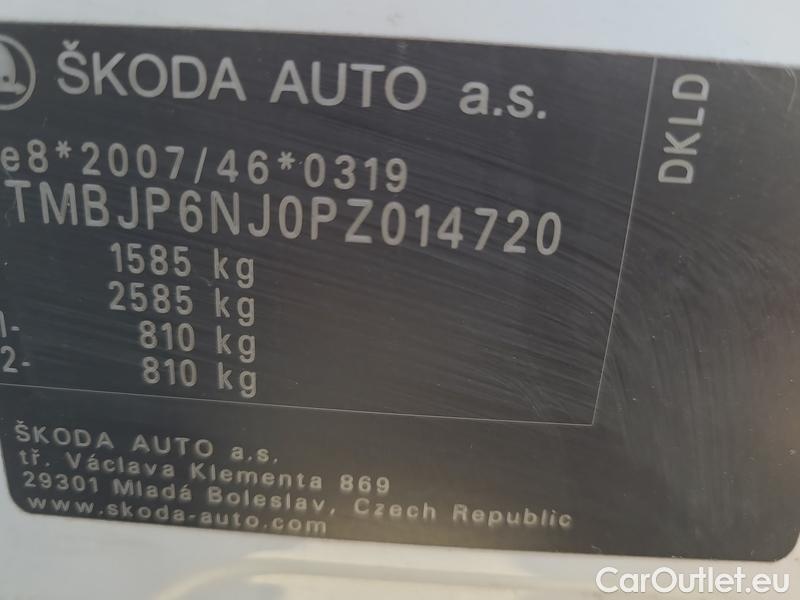 ŠKODA AUTO a.s.
DKLD
e8*2007/46*0319
TMBJP6NJ0PZ014720
1585 kg
2585 kg
1- 810 kg
2- 810 kg
ŠKODA AUTO a.s.
tř. Václava Klementa 869
29301 Mladá Boleslav, Czech Republic
www.skoda-auto.com
CarOutlet.eu